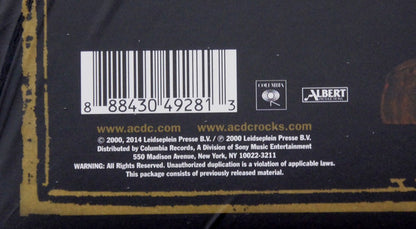 COLUMBIA
ALBERT
8 88430 49281 3
www.acdc.com www.acdcrocks.com
© 2000, 2014 Leidseplein Presse B.V. / ℗ 2000 Leidseplein Presse B.V.
Distributed by Columbia Records, A Division of Sony Music Entertainment
550 Madison Avenue, New York, NY 10022-3211
WARNING: All Rights Reserved. Unauthorized duplication is a violation of applicable laws.
This package consists of previously released material.